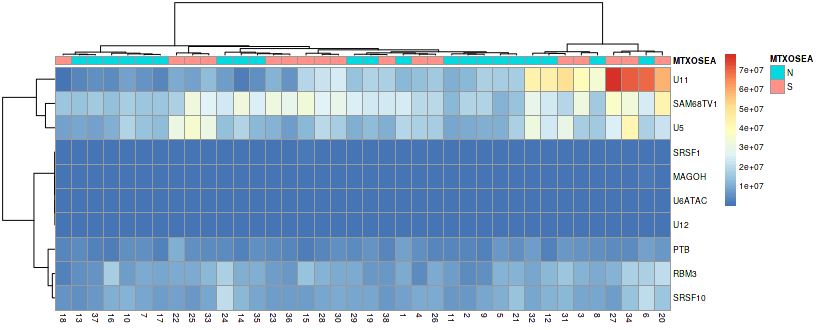 MTXOSEA
U11
SAM68TV1
U5
SRSF1
MAGOH
U6ATAC
U12
PTB
RBM3
SRSF10
18 13 37 16 10 7 17 22 25 33 24 14 35 23 36 15 28 30 29 19 38 1 4 11 2 9 5 21 32 12 31 3 8 27 34 6 20
7e+07
6e+07
5e+07
4e+07
3e+07
2e+07
1e+07
MTXOSEA
N
S